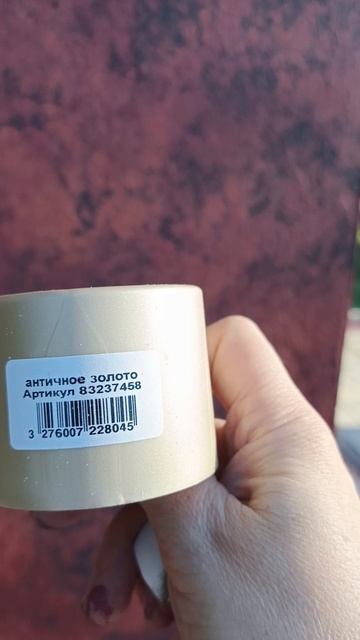 античное золото
Артикул 83237458
3 276007 228045